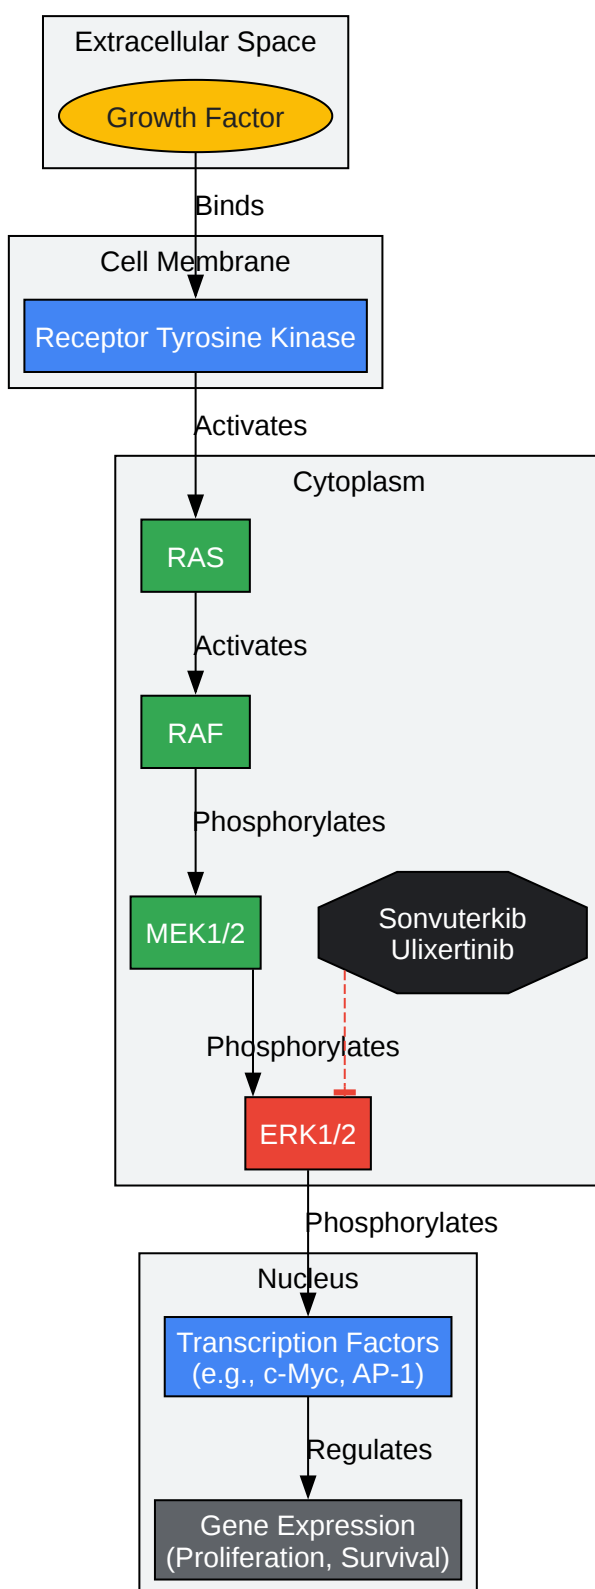 Extracellular Space
Growth Factor
Binds
Cell Membrane
Receptor Tyrosine Kinase
Activates
Cytoplasm
RAS
Activates
RAF
Phosphorylates
MEK1/2
Sonvuterkib
Ulixertinib
Phosphorylates
ERK1/2
Phosphorylates
Nucleus
Transcription Factors
(e.g., c-Myc, AP-1)
Regulates
Gene Expression
(Proliferation, Survival)